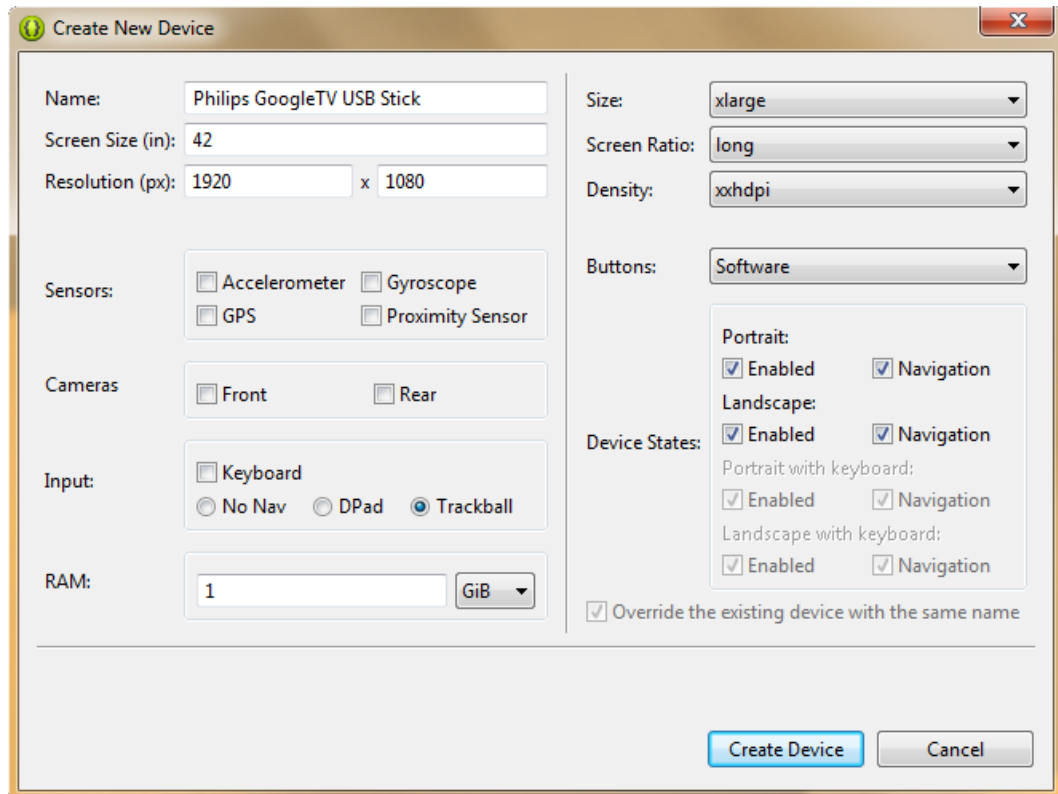 Create New Device
Name: Philips GoogleTV USB Stick
Screen Size (in): 42
Resolution (px): 1920 x 1080
Sensors:
Accelerometer Gyroscope
GPS Proximity Sensor
Cameras
Front Rear
Input:
Keyboard
No Nav DPad Trackball
RAM:
1 GiB
Size: xlarge
Screen Ratio: long
Density: xxhdpi
Buttons: Software
Device States:
Portrait:
Enabled Navigation
Landscape:
Enabled Navigation
Portrait with keyboard:
Enabled Navigation
Landscape with keyboard:
Enabled Navigation
Override the existing device with the same name
Create Device Cancel